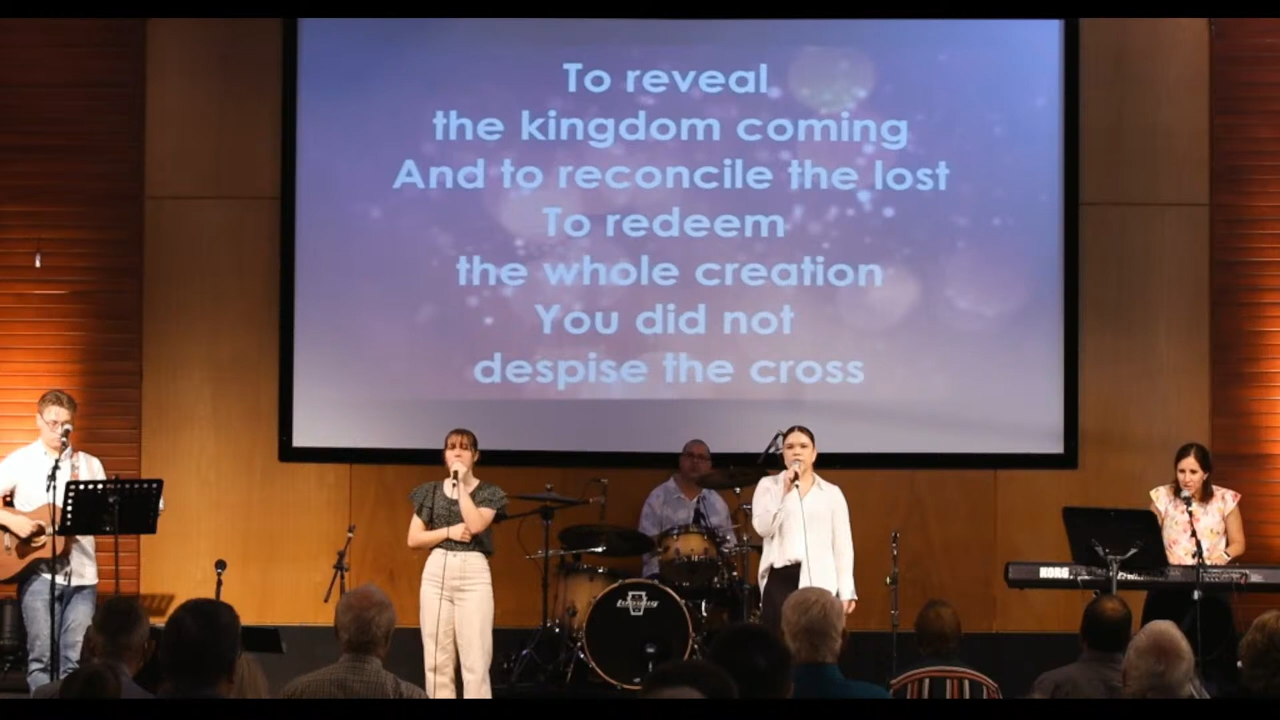 To reveal
the kingdom coming
And to reconcile the lost
To redeem
the whole creation
You did not
despise the cross
Ludwig
KORG